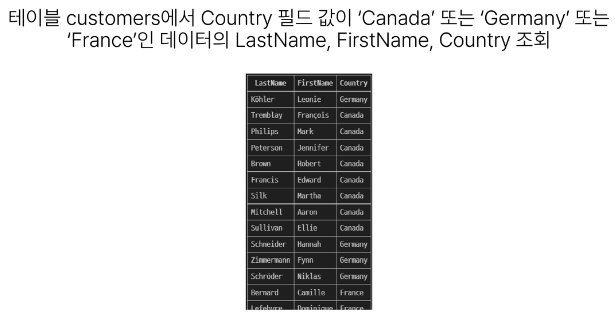 테이블 customers에서 Country 필드 값이 ‘Canada’ 또는 ‘Germany’ 또는
‘France’인 데이터의 LastName, FirstName, Country 조회
LastName FirstName Country
Köhler Leonie Germany
Tremblay François Canada
Philips Mark Canada
Peterson Jennifer Canada
Brown Robert Canada
Francis Edward Canada
Silk Martha Canada
Mitchell Aaron Canada
Sullivan Ellie Canada
Schneider Hannah Germany
Zimmermann Fynn Germany
Schröder Niklas Germany
Bernard Camille France
Lefebvre Dominique France